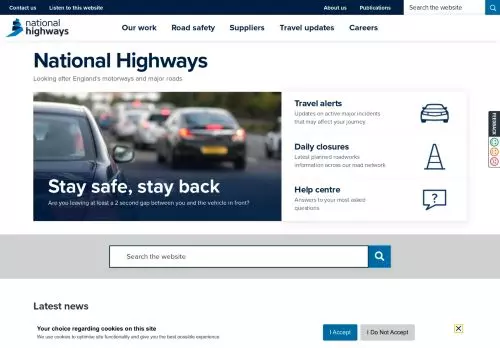 Contact us
Listen to this website
About us
Publications
Search the website
national
highways
Our work
Road safety
Suppliers
Travel updates
Careers
National Highways
Looking after England's motorways and major roads
Stay safe, stay back
Are you leaving at least a 2 second gap between you and the vehicle in front?
Travel alerts
Updates on active major incidents
that may affect your journey
Daily closures
Latest planned roadworks
information across our road network
Help centre
Answers to your most asked
questions
FEEDBACK
Search the website
Latest news
Your choice regarding cookies on this site
We use cookies to optimise site functionality and give you the best possible experience
I Accept
I Do Not Accept